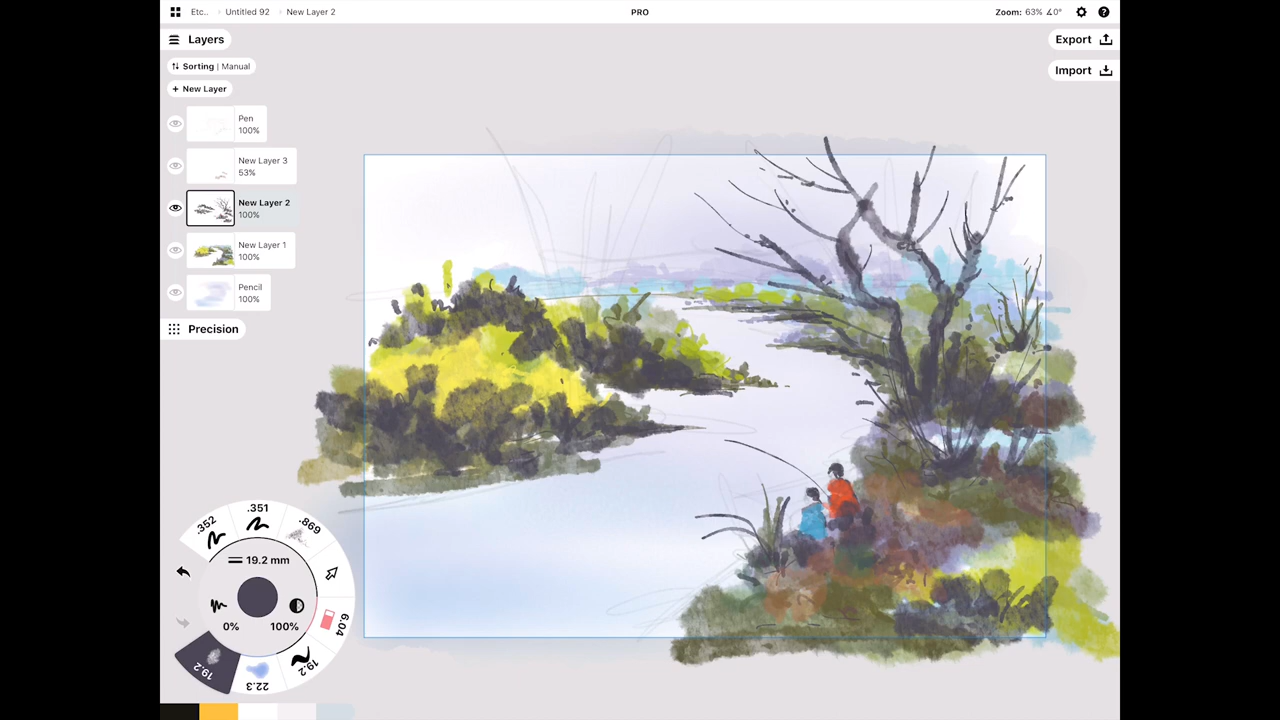 Etc.. › Untitled 92 › New Layer 2
PRO
Zoom: 63% ∡0°
Layers
Export
Sorting | Manual
Import
+ New Layer
Pen
100%
New Layer 3
53%
New Layer 2
100%
New Layer 1
100%
Pencil
100%
Precision
.352
.351
.869
19.2 mm
6.04
0%
100%
19.2
22.3
19.2